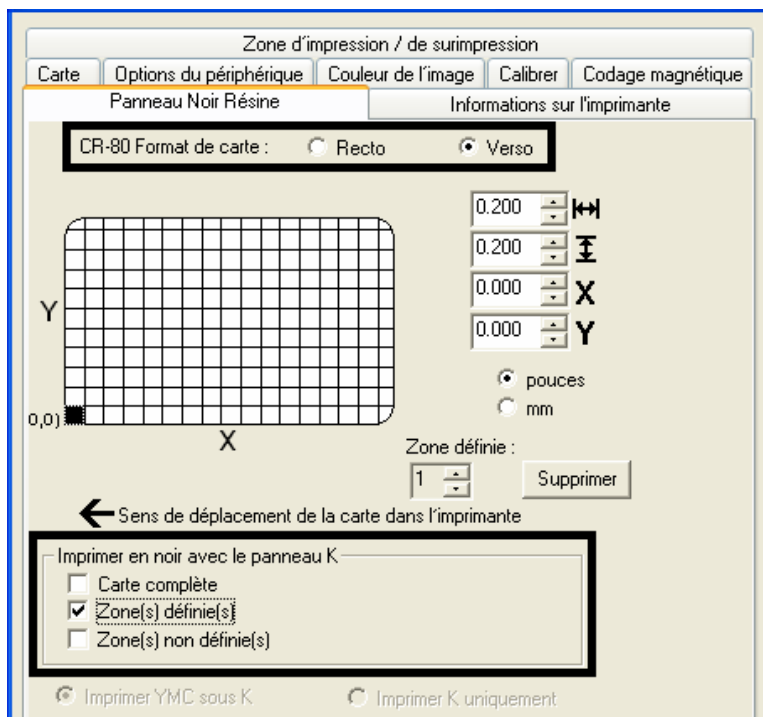 Zone d'impression / de surimpression
Carte Options du périphérique Couleur de l'image Calibrer Codage magnétique
Panneau Noir Résine Informations sur l'imprimante
CR-80 Format de carte : Recto Verso
0.200
0.200
0.000 X
0.000 Y
Y
pouces
mm
0,0)
X
Zone définie :
1 Supprimer
Sens de déplacement de la carte dans l'imprimante
Imprimer en noir avec le panneau K
Carte complète
Zone(s) définie(s)
Zone(s) non définie(s)
Imprimer YMC sous K Imprimer K uniquement